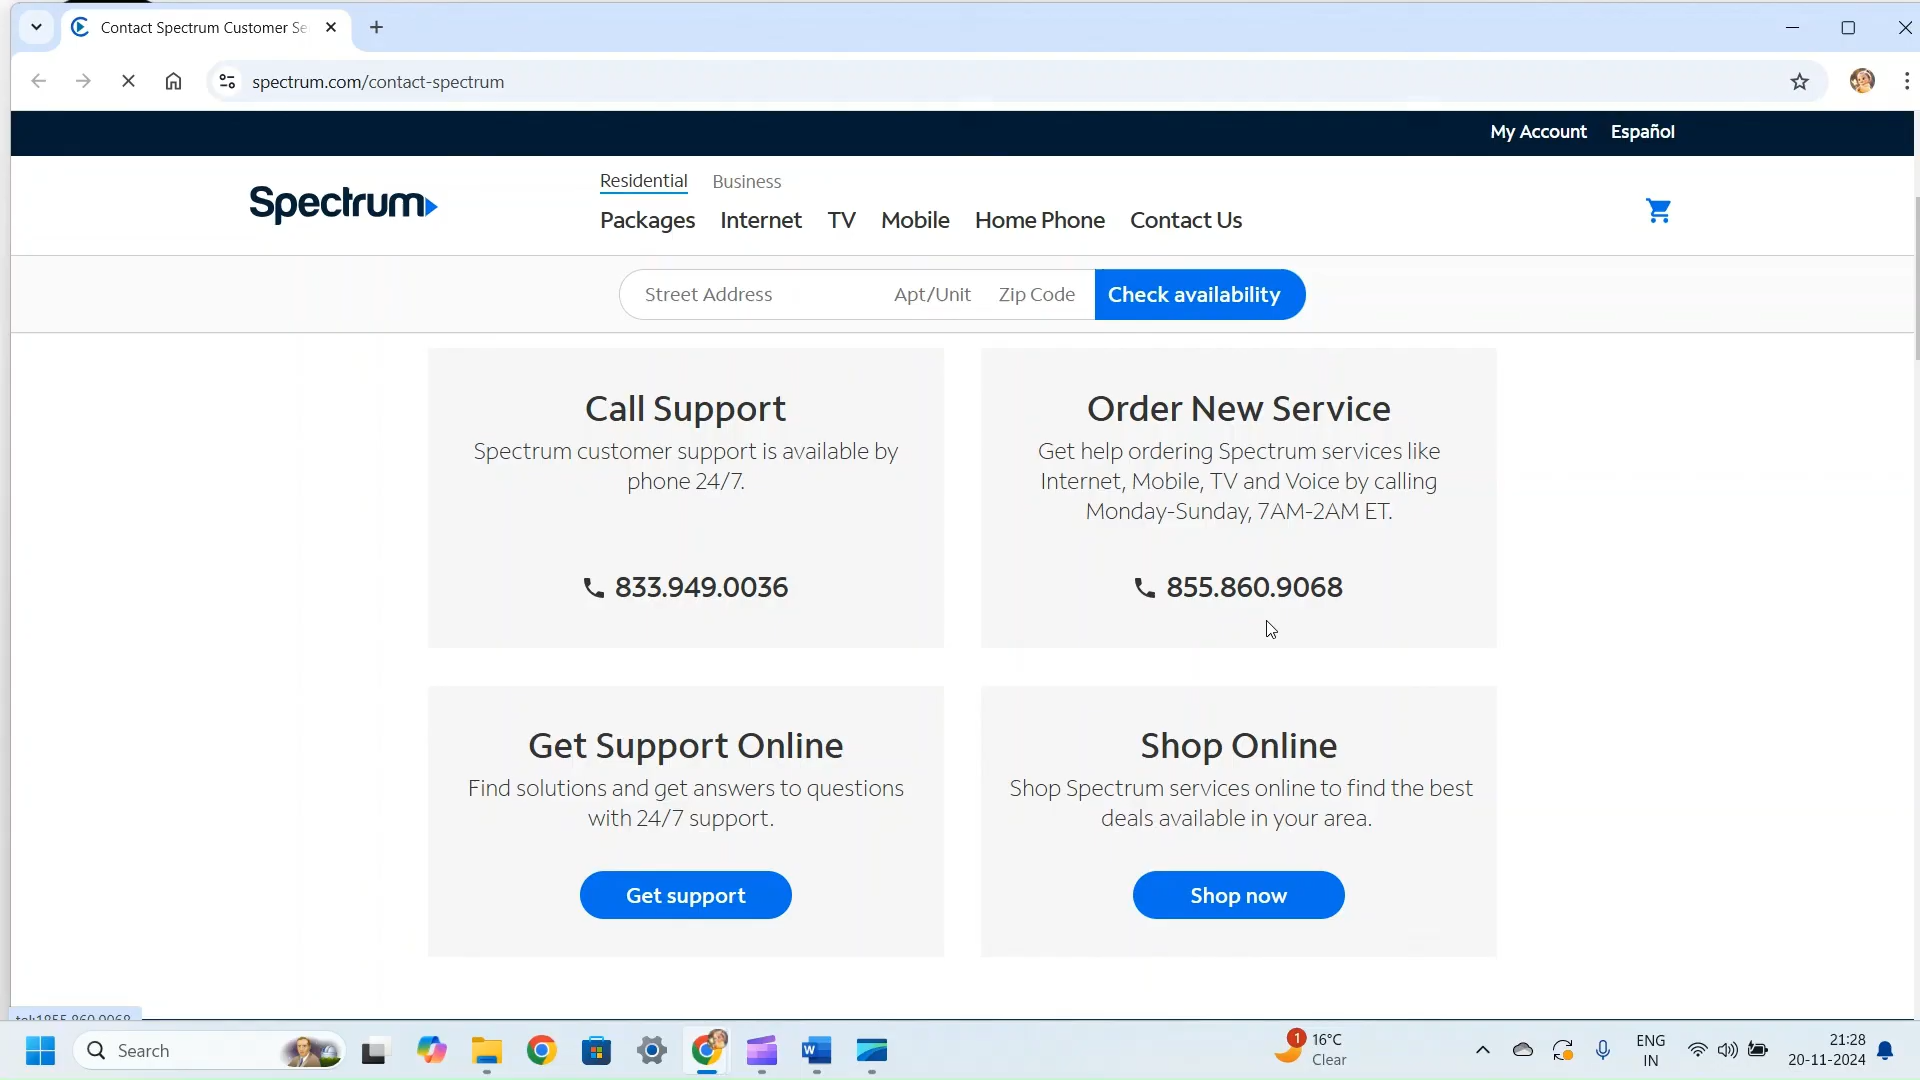 Contact Spectrum Customer Se
spectrum.com/contact-spectrum
My Account Español
Residential Business
Spectrum
Packages Internet TV Mobile Home Phone Contact Us
Street Address Apt/Unit Zip Code Check availability
Call Support
Spectrum customer support is available by
phone 24/7.
833.949.0036
Order New Service
Get help ordering Spectrum services like
Internet, Mobile, TV and Voice by calling
Monday-Sunday, 7AM-2AM ET.
855.860.9068
Get Support Online
Find solutions and get answers to questions
with 24/7 support.
Get support
Shop Online
Shop Spectrum services online to find the best
deals available in your area.
Shop now
tel:1855.860.9068
Search
1
16°C
Clear
ENG
IN
21:28
20-11-2024